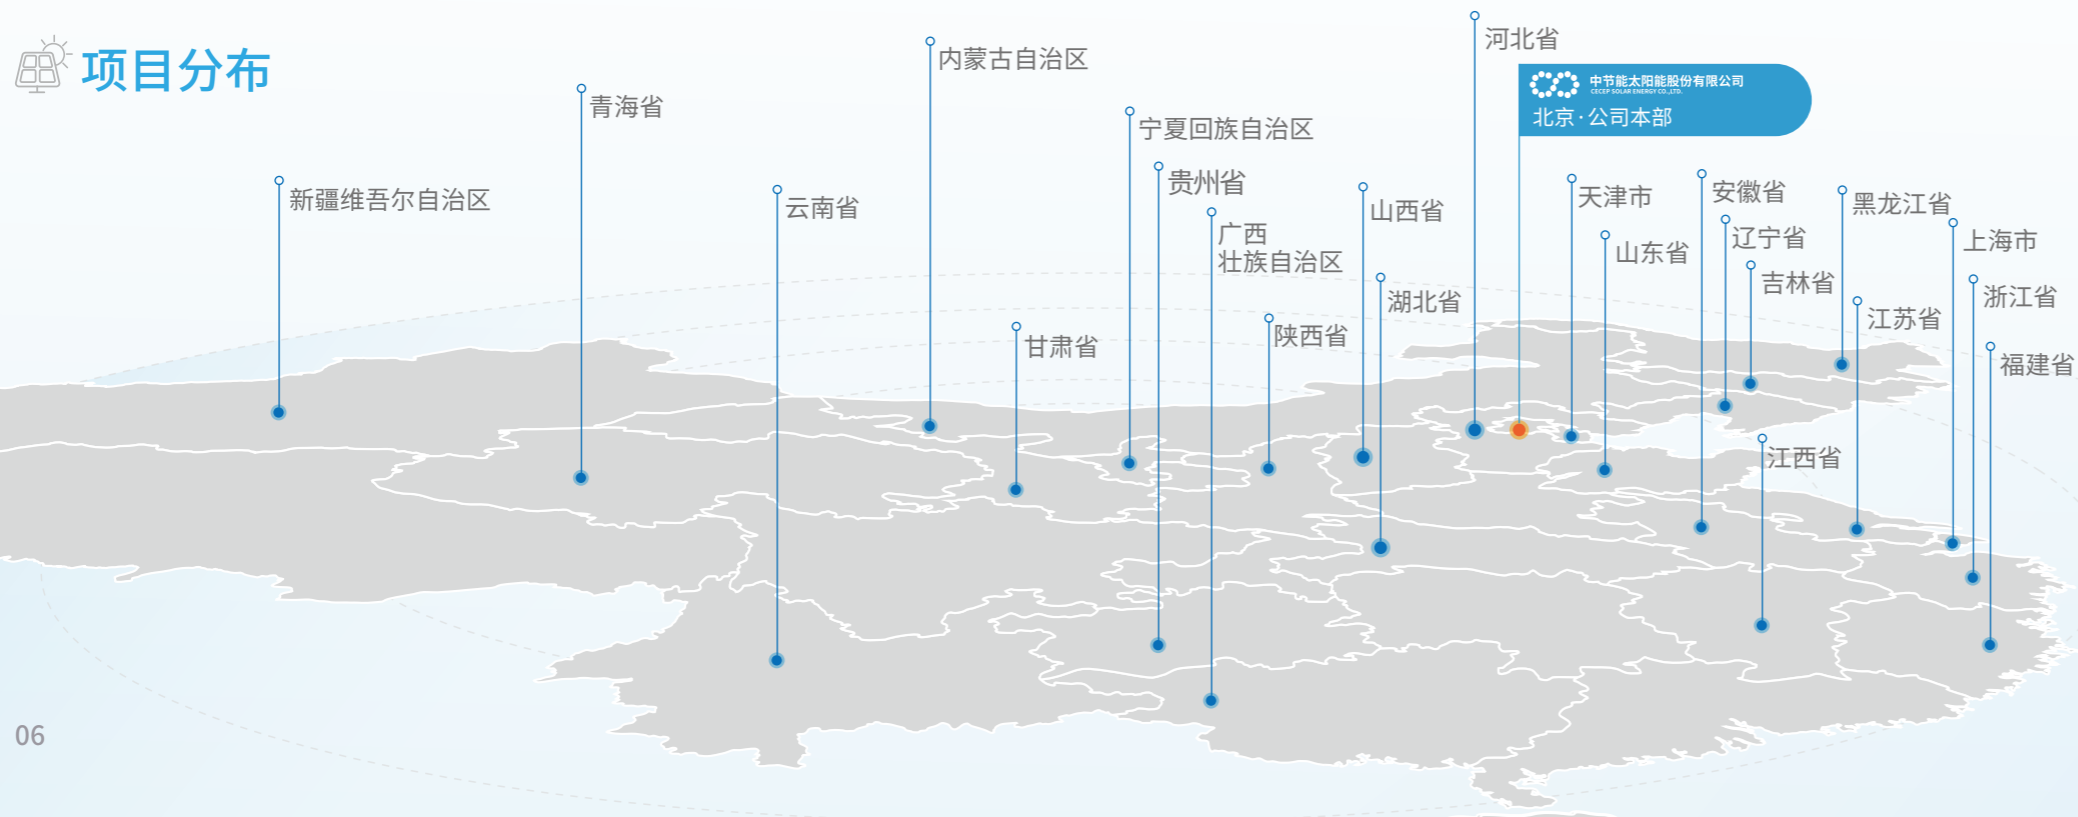 项目分布
河北省
内蒙古自治区
中节能太阳能股份有限公司
CECEP SOLAR ENERGY CO.,LTD.
北京·公司本部
青海省
宁夏回族自治区
贵州省
新疆维吾尔自治区
云南省
山西省
天津市
安徽省
黑龙江省
广西
壮族自治区
辽宁省
上海市
山东省
吉林省
湖北省
浙江省
江苏省
陕西省
甘肃省
福建省
江西省
06